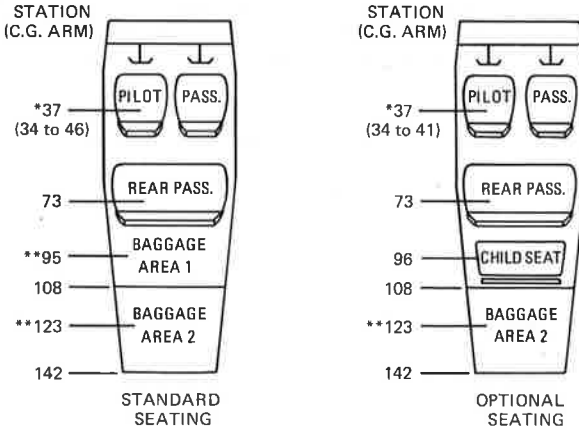 STATION
(C.G. ARM)
PILOT PASS.
*37
(34 to 46)
REAR PASS.
73
**95 BAGGAGE
AREA 1
108
**123 BAGGAGE
AREA 2
142
STANDARD
SEATING
STATION
(C.G. ARM)
PILOT PASS.
*37
(34 to 41)
REAR PASS.
73
96 CHILD SEAT
108
**123 BAGGAGE
AREA 2
142
OPTIONAL
SEATING